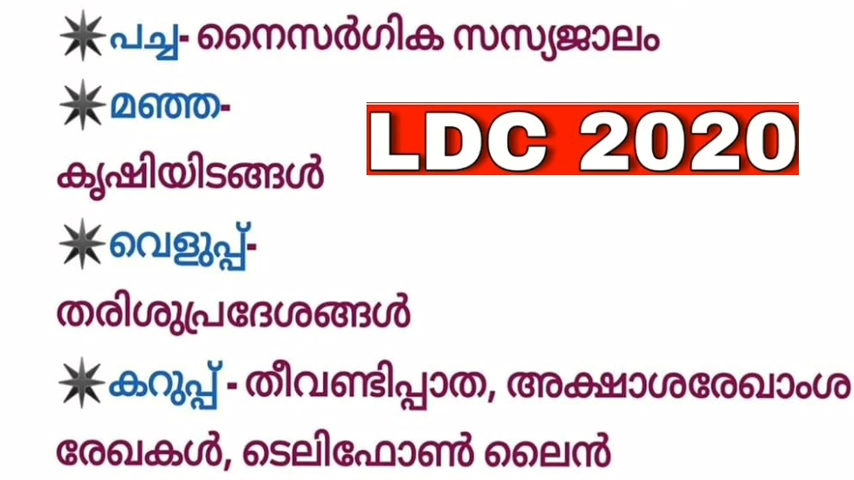 ✴പച്ച- നൈസർഗിക സസ്യജാലം
✴മഞ്ഞ-
LDC 2020
കൃഷിയിടങ്ങൾ
✴വെളുപ്പ്-
തരിശുപ്രദേശങ്ങൾ
✴കറുപ്പ് - തീവണ്ടിപ്പാത, അക്ഷാശരേഖാംശ
രേഖകൾ, ടെലിഫോൺ ലൈൻ